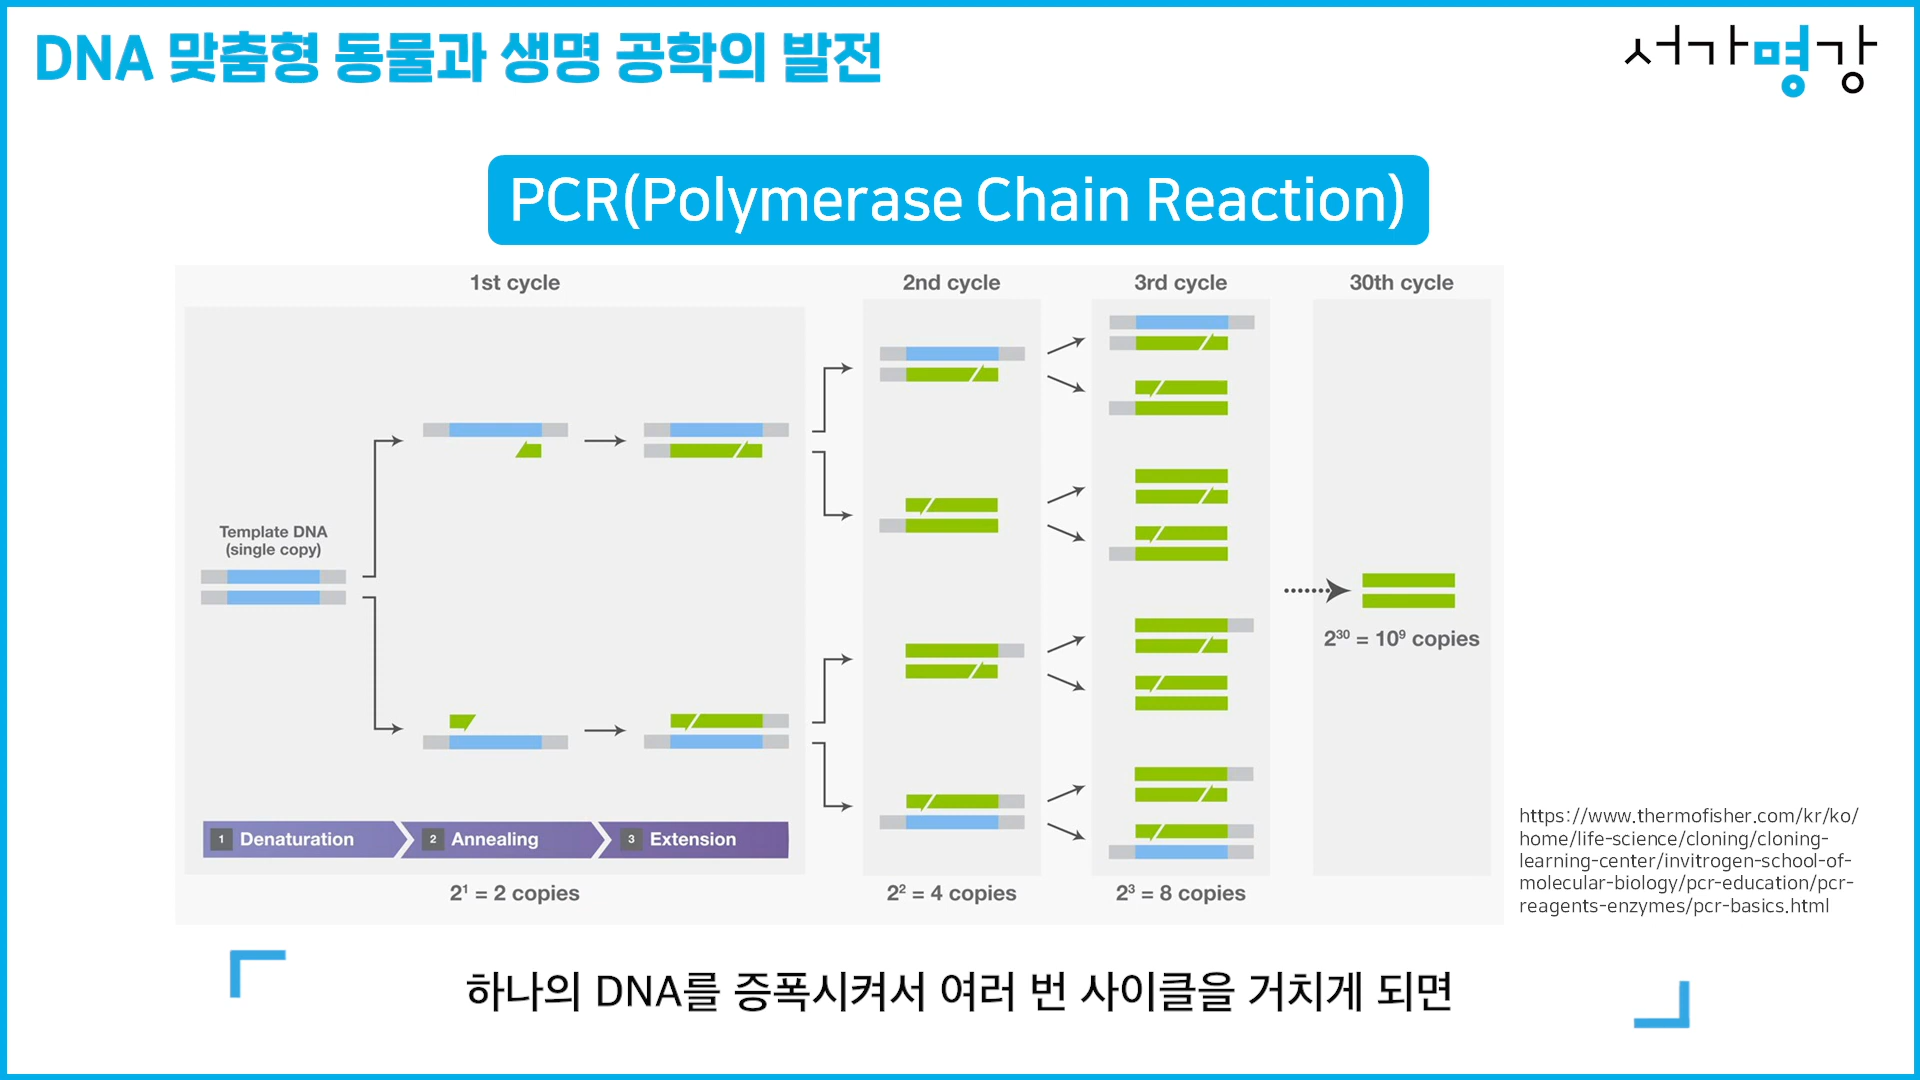 DNA 맞춤형 동물과 생명 공학의 발전
서가명강
PCR(Polymerase Chain Reaction)
1st cycle
2nd cycle
3rd cycle
30th cycle
Template DNA
(single copy)
2³⁰ = 10⁹ copies
1 Denaturation
2 Annealing
3 Extension
2¹ = 2 copies
2² = 4 copies
2³ = 8 copies
https://www.thermofisher.com/kr/ko/
home/life-science/cloning/cloning-
learning-center/invitrogen-school-of-
molecular-biology/pcr-education/pcr-
reagents-enzymes/pcr-basics.html
하나의 DNA를 증폭시켜서 여러 번 사이클을 거치게 되면